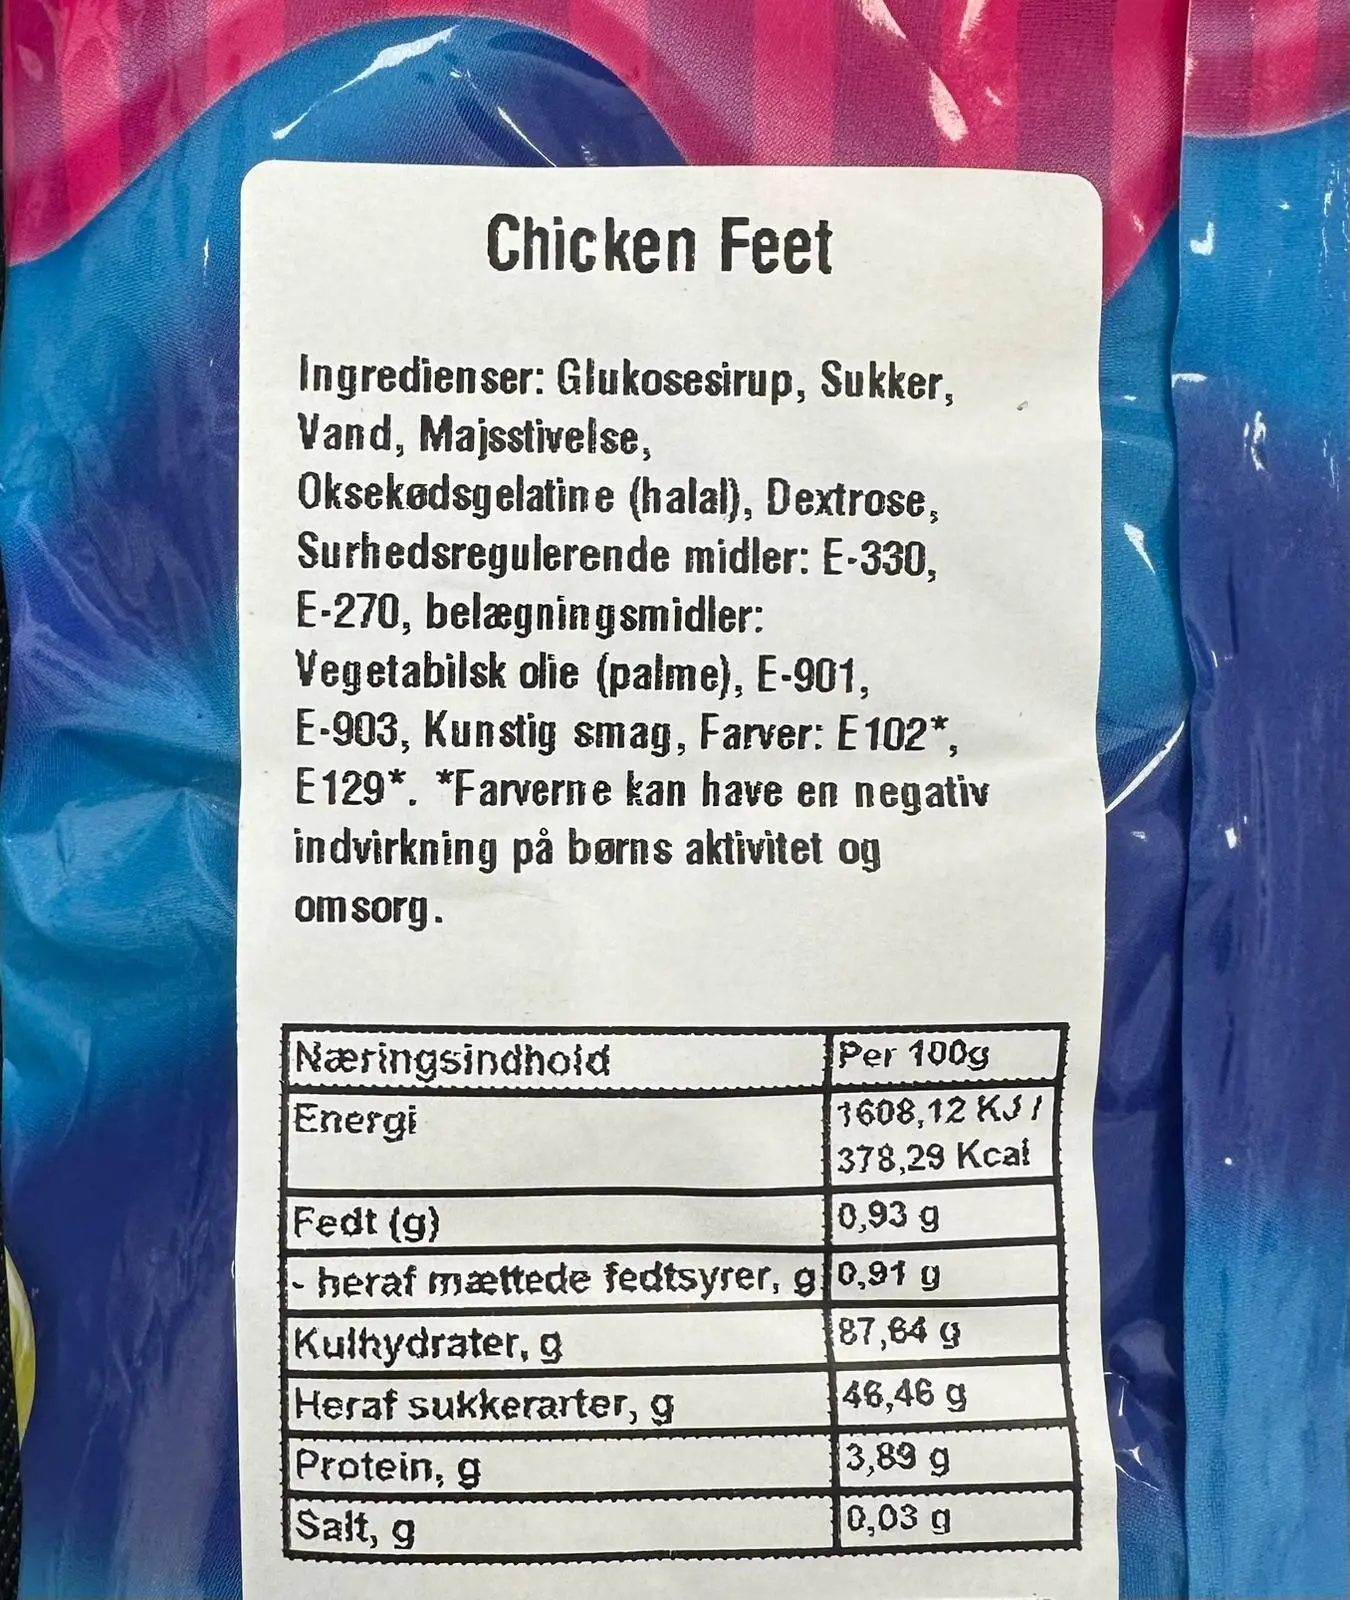 Chicken Feet
Ingredienser: Glukosesirup, Sukker,
Vand, Majsstivelse,
Oksekødsgelatine (halal), Dextrose,
Surhedsregulerende midler: E-330,
E-270, belægningsmidler:
Vegetabilsk olie (palme), E-901,
E-903, Kunstig smag, Farver: E102*,
E129*. *Farverne kan have en negativ
indvirkning på børns aktivitet og
omsorg.
Næringsindhold Per 100g
Energi 1608,12 KJ /
378,29 Kcal
Fedt (g) 0,93 g
- heraf mættede fedtsyrer, g 0,91 g
Kulhydrater, g 87,64 g
Heraf sukkerarter, g 46,46 g
Protein, g 3,89 g
Salt, g 0,03 g